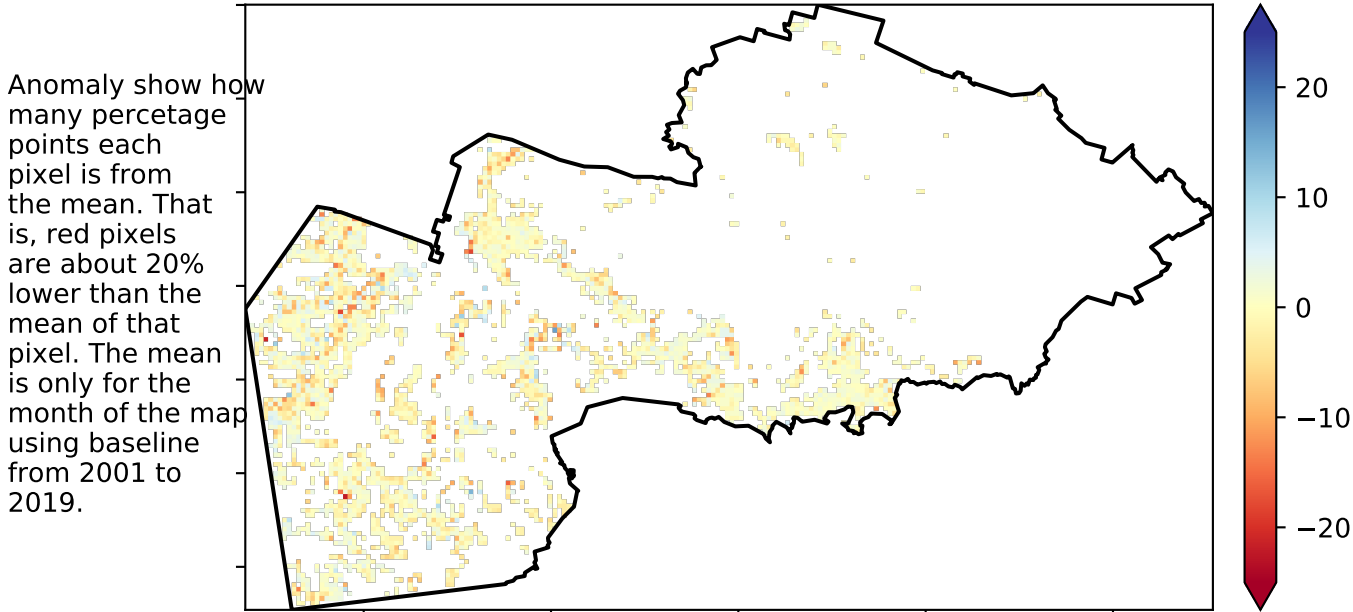 Anomaly show how
many percetage
points each
pixel is from
the mean. That
is, red pixels
are about 20%
lower than the
mean of that
pixel. The mean
is only for the
month of the map
using baseline
from 2001 to
2019.
20
10
0
−10
−20